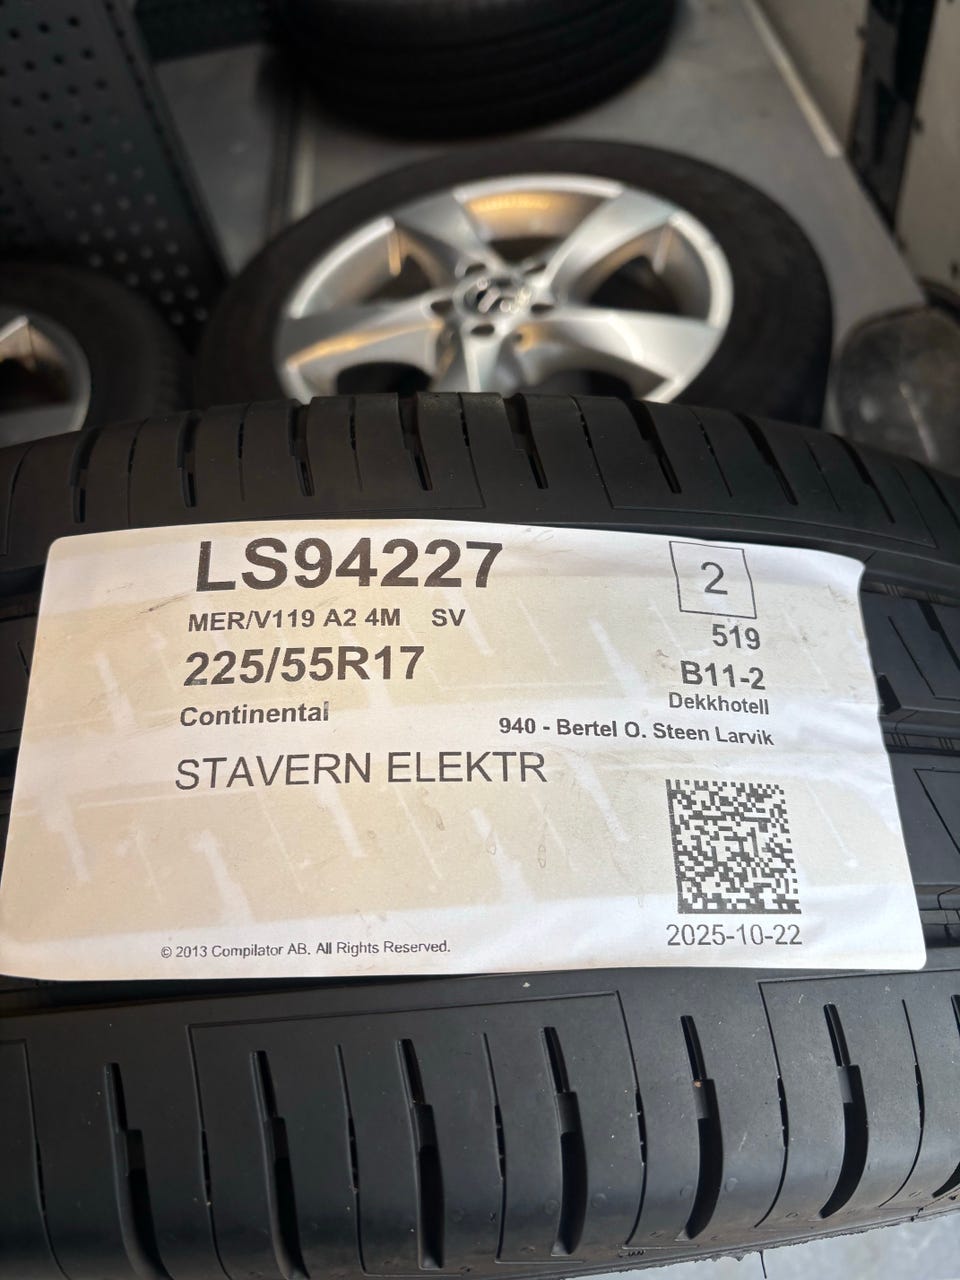 LS94227
2
MER/V119 A2 4M SV
519
225/55R17
B11-2
Dekkhotell
Continental
940 - Bertel O. Steen Larvik
STAVERN ELEKTR
2025-10-22
© 2013 Compilator AB. All Rights Reserved.